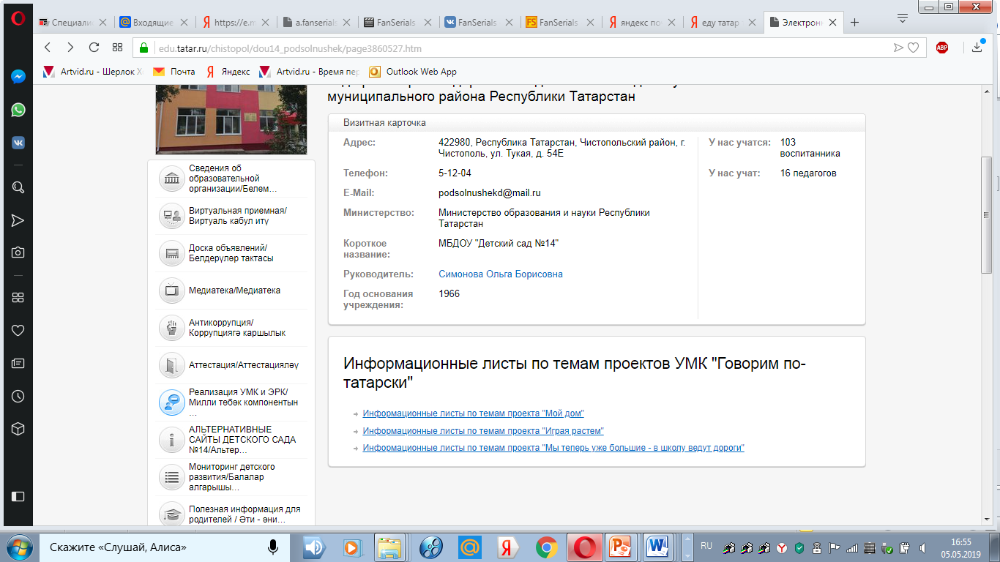 Специали
Входящие
https://e.m
a.fanserials
FanSerials
FanSerials
FanSerials
яндекс по
еду татар
Электрон
edu.tatar.ru/chistopol/dou14_podsolnushek/page3860527.htm
ABP
Artvid.ru - Шерлок Х
Почта
Яндекс
Artvid.ru - Время пер
Outlook Web App
муниципального района Республики Татарстан
Визитная карточка
Адрес:
422980, Республика Татарстан, Чистопольский район, г.
Чистополь, ул. Тукая, д. 54Е
Телефон:
5-12-04
E-Mail:
podsolnushekd@mail.ru
Министерство:
Министерство образования и науки Республики
Татарстан
Короткое
название:
МБДОУ "Детский сад №14"
Руководитель:
Симонова Ольга Борисовна
Год основания
учреждения:
1966
У нас учатся:
103
воспитанника
У нас учат:
16 педагогов
Сведения об
образовательной
организации/Белем…
Виртуальная приемная/
Виртуаль кабул итү
Доска объявлений/
Белдерүләр тактасы
Медиатека/Медиатека
Антикоррупция/
Коррупциягә каршылык
Аттестация/Аттестацияләү
Реализация УМК и ЭРК/
Милли төбәк компонентын
…
АЛЬТЕРНАТИВНЫЕ
САЙТЫ ДЕТСКОГО САДА
№14/Альтер…
Мониторинг детского
развития/Балалар
алгарышы…
Полезная информация для
родителей / Әти - әни…
Информационные листы по темам проектов УМК "Говорим по-
татарски"
Информационные листы по темам проекта "Мой дом"
Информационные листы по темам проекта "Играя растем"
Информационные листы по темам проекта "Мы теперь уже большие - в школу ведут дороги"
Скажите «Слушай, Алиса»
RU
16:55
05.05.2019